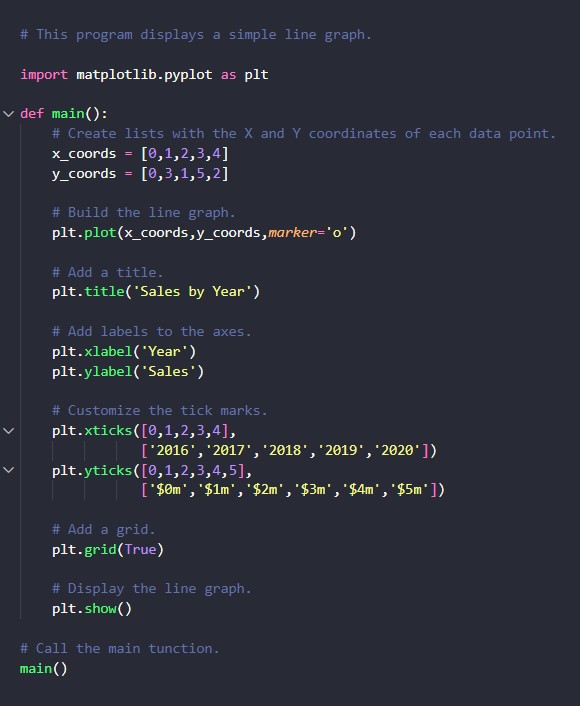 # This program displays a simple line graph.
import matplotlib.pyplot as plt
def main():
# Create lists with the X and Y coordinates of each data point.
x_coords = [0,1,2,3,4]
y_coords = [0,3,1,5,2]
# Build the line graph.
plt.plot(x_coords,y_coords,marker='o')
# Add a title.
plt.title('Sales by Year')
# Add labels to the axes.
plt.xlabel('Year')
plt.ylabel('Sales')
# Customize the tick marks.
plt.xticks([0,1,2,3,4],
['2016','2017','2018','2019','2020'])
plt.yticks([0,1,2,3,4,5],
['$0m','$1m','$2m','$3m','$4m','$5m'])
# Add a grid.
plt.grid(True)
# Display the line graph.
plt.show()
# Call the main tunction.
main()